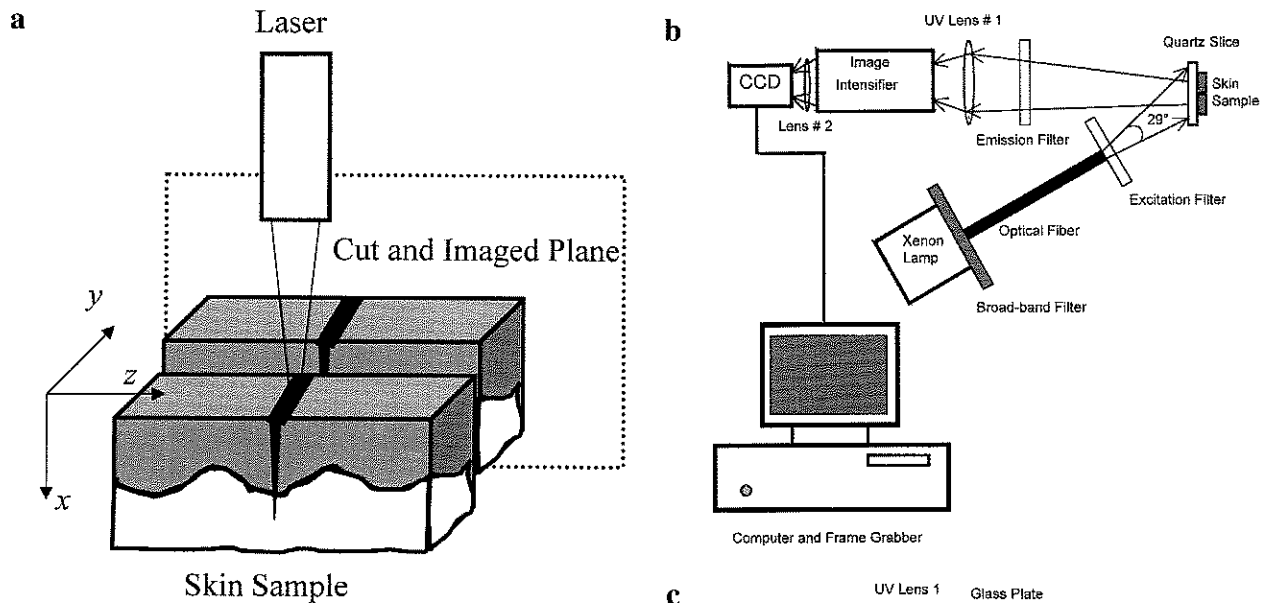 a
Laser
Cut and Imaged Plane
y
z
x
Skin Sample
b
UV Lens # 1
Quartz Slice
CCD
Image
Intensifier
Skin
Sample
Lens # 2
Emission Filter
29°
Excitation Filter
Optical Fiber
Xenon
Lamp
Broad-band Filter
Computer and Frame Grabber
c
UV Lens 1
Glass Plate